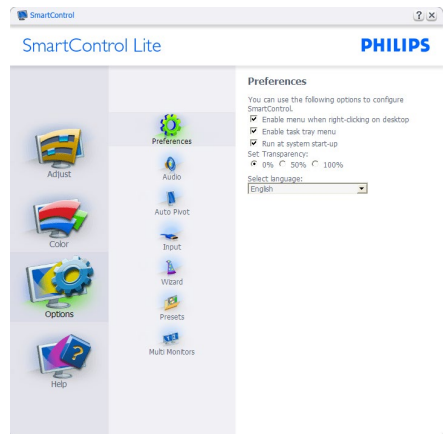 SmartControl
SmartControl Lite
PHILIPS
Adjust
Color
Options
Help
Preferences
Audio
Auto Pivot
Input
Wizard
Presets
Multi Monitors
Preferences
You can use the following options to configure
SmartControl.
Enable menu when right-clicking on desktop
Enable task tray menu
Run at system start-up
Set Transparency:
0% 50% 100%
Select language:
English